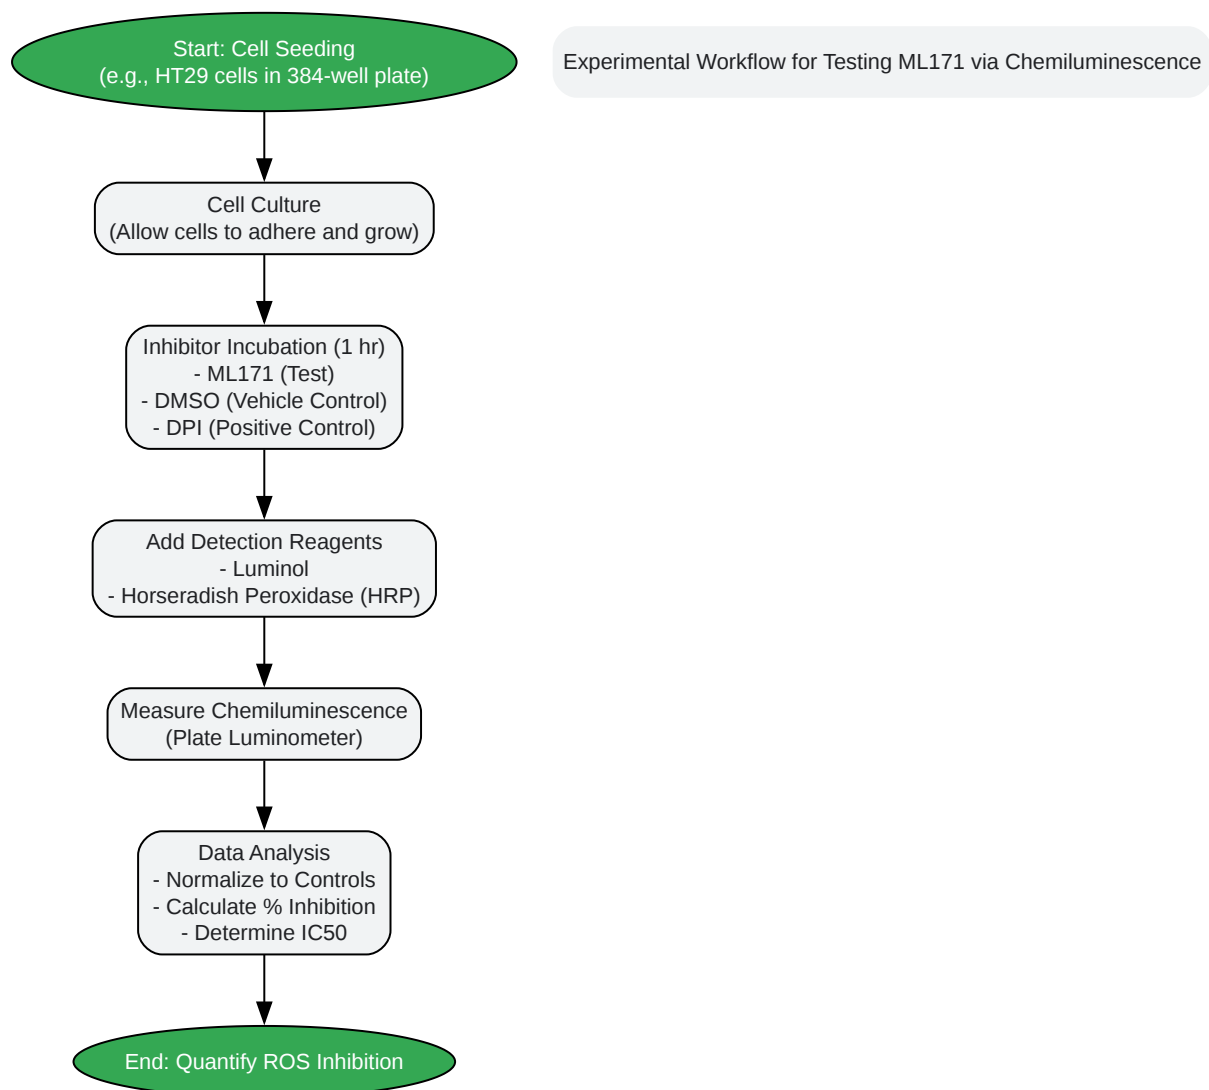 Start: Cell Seeding
(e.g., HT29 cells in 384-well plate)
Experimental Workflow for Testing ML171 via Chemiluminescence
Cell Culture
(Allow cells to adhere and grow)
Inhibitor Incubation (1 hr)
- ML171 (Test)
- DMSO (Vehicle Control)
- DPI (Positive Control)
Add Detection Reagents
- Luminol
- Horseradish Peroxidase (HRP)
Measure Chemiluminescence
(Plate Luminometer)
Data Analysis
- Normalize to Controls
- Calculate % Inhibition
- Determine IC50
End: Quantify ROS Inhibition